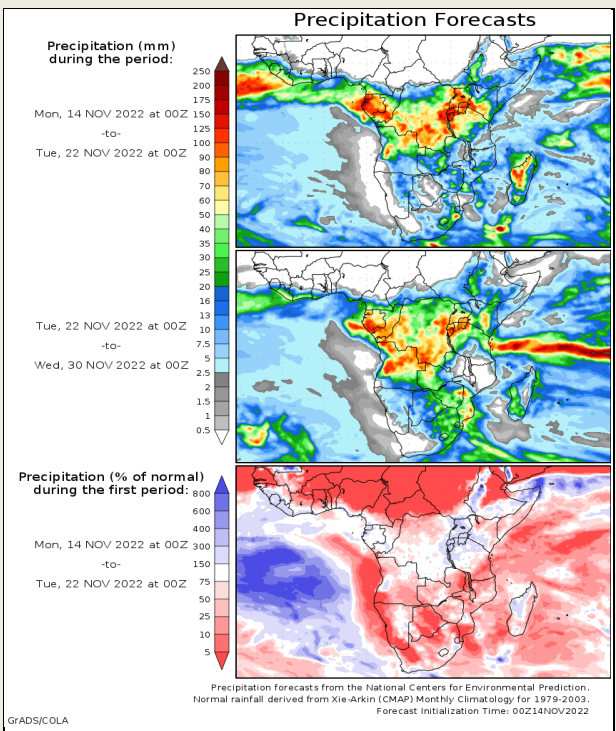 Precipitation Forecasts
Precipitation (mm)
during the period:
Mon, 14 NOV 2022 at 00Z
-to-
Tue, 22 NOV 2022 at 00Z
250
200
175
150
125
100
90
80
70
60
50
40
35
30
25
20
16
13
10
7.5
5
2.5
2
1.5
1
0.5
Tue, 22 NOV 2022 at 00Z
-to-
Wed, 30 NOV 2022 at 00Z
Precipitation (% of normal)
during the first period:
Mon, 14 NOV 2022 at 00Z
-to-
Tue, 22 NOV 2022 at 00Z
800
600
400
300
150
75
50
25
10
5
Precipitation forecasts from the National Centers for Environmental Prediction.
Normal rainfall derived from Xie-Arkin (CMAP) Monthly Climatology for 1979-2003.
Forecast Initialization Time: 00Z14NOV2022
GrADS/COLA